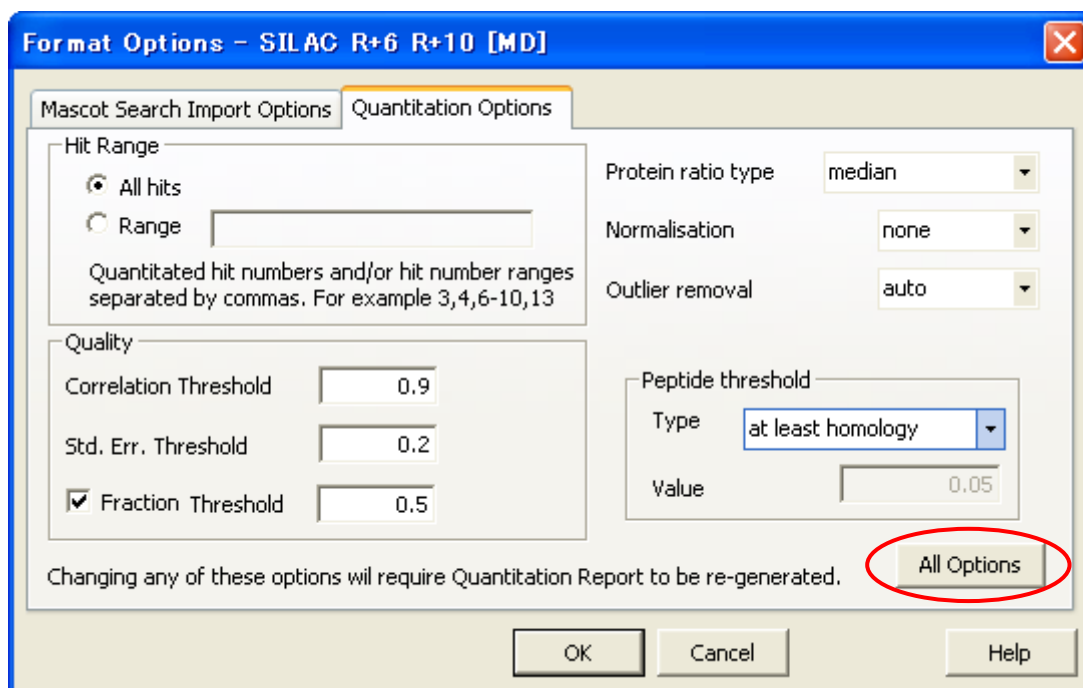 Format Options - SILAC R+6 R+10 [MD]
Mascot Search Import Options
Quantitation Options
Hit Range
All hits
Range
Quantitated hit numbers and/or hit number ranges
separated by commas. For example 3,4,6-10,13
Protein ratio type
median
Normalisation
none
Outlier removal
auto
Quality
Correlation Threshold
0.9
Std. Err. Threshold
0.2
Fraction Threshold
0.5
Peptide threshold
Type
at least homology
Value
0.05
Changing any of these options wil require Quantitation Report to be re-generated.
All Options
OK
Cancel
Help